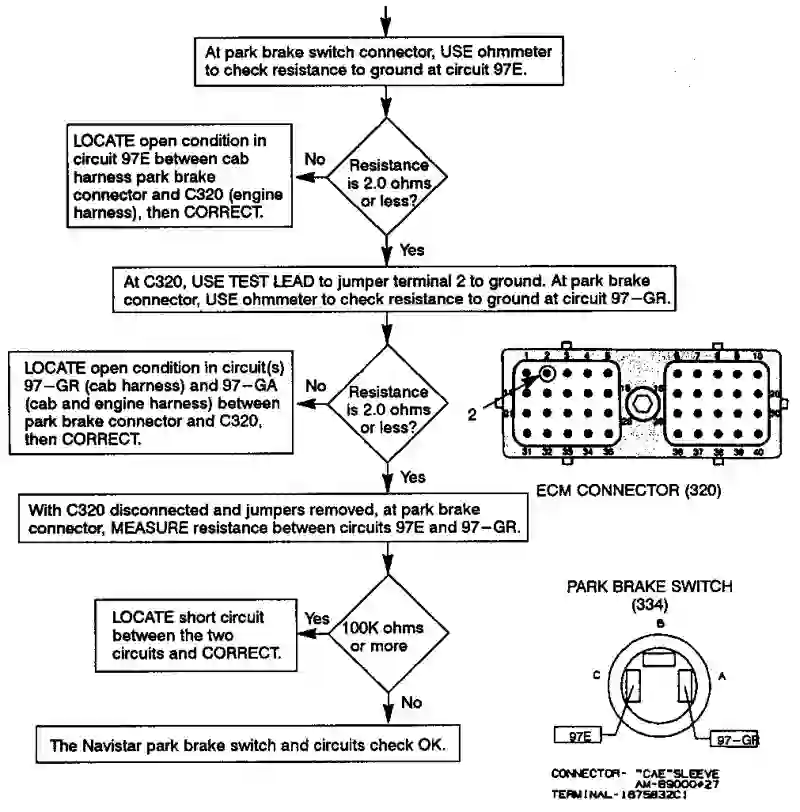 At park brake switch connector, USE ohmmeter
to check resistance to ground at circuit 97E.
LOCATE open condition in
circuit 97E between cab
harness park brake
connector and C320 (engine
harness), then CORRECT.
No
Resistance
is 2.0 ohms
or less?
Yes
At C320, USE TEST LEAD to jumper terminal 2 to ground. At park brake
connector, USE ohmmeter to check resistance to ground at circuit 97-GR.
LOCATE open condition in circuit(s)
97-GR (cab harness) and 97-GA
(cab and engine harness) between
park brake connector and C320,
then CORRECT.
No
Resistance
is 2.0 ohms
or less?
Yes
1 2 3 4 5
6 7 8 9 10
2
31 32 33 34 35
36 37 38 39 40
ECM CONNECTOR (320)
With C320 disconnected and jumpers removed, at park brake
connector, MEASURE resistance between circuits 97E and 97-GR.
LOCATE short circuit
between the two
circuits and CORRECT.
Yes
100K ohms
or more
No
The Navistar park brake switch and circuits check OK.
PARK BRAKE SWITCH
(334)
B
C
A
97E
97-GR
CONNECTOR- "CAE"SLEEVE
AM-89000*27
TERMINAL-1675832C1